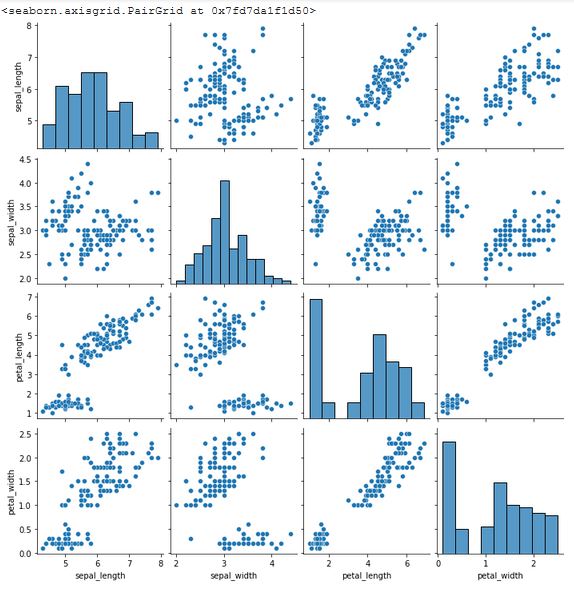 <seaborn.axisgrid.PairGrid at 0x7fd7da1f1d50>
8
7
6
5
sepal_length
4.5
4.0
3.5
3.0
2.5
2.0
sepal_width
7
6
5
4
3
2
1
petal_length
2.5
2.0
1.5
1.0
0.5
0.0
petal_width
5 6 7 8
2 3 4
2 4 6
0 1 2
sepal_length sepal_width petal_length petal_width